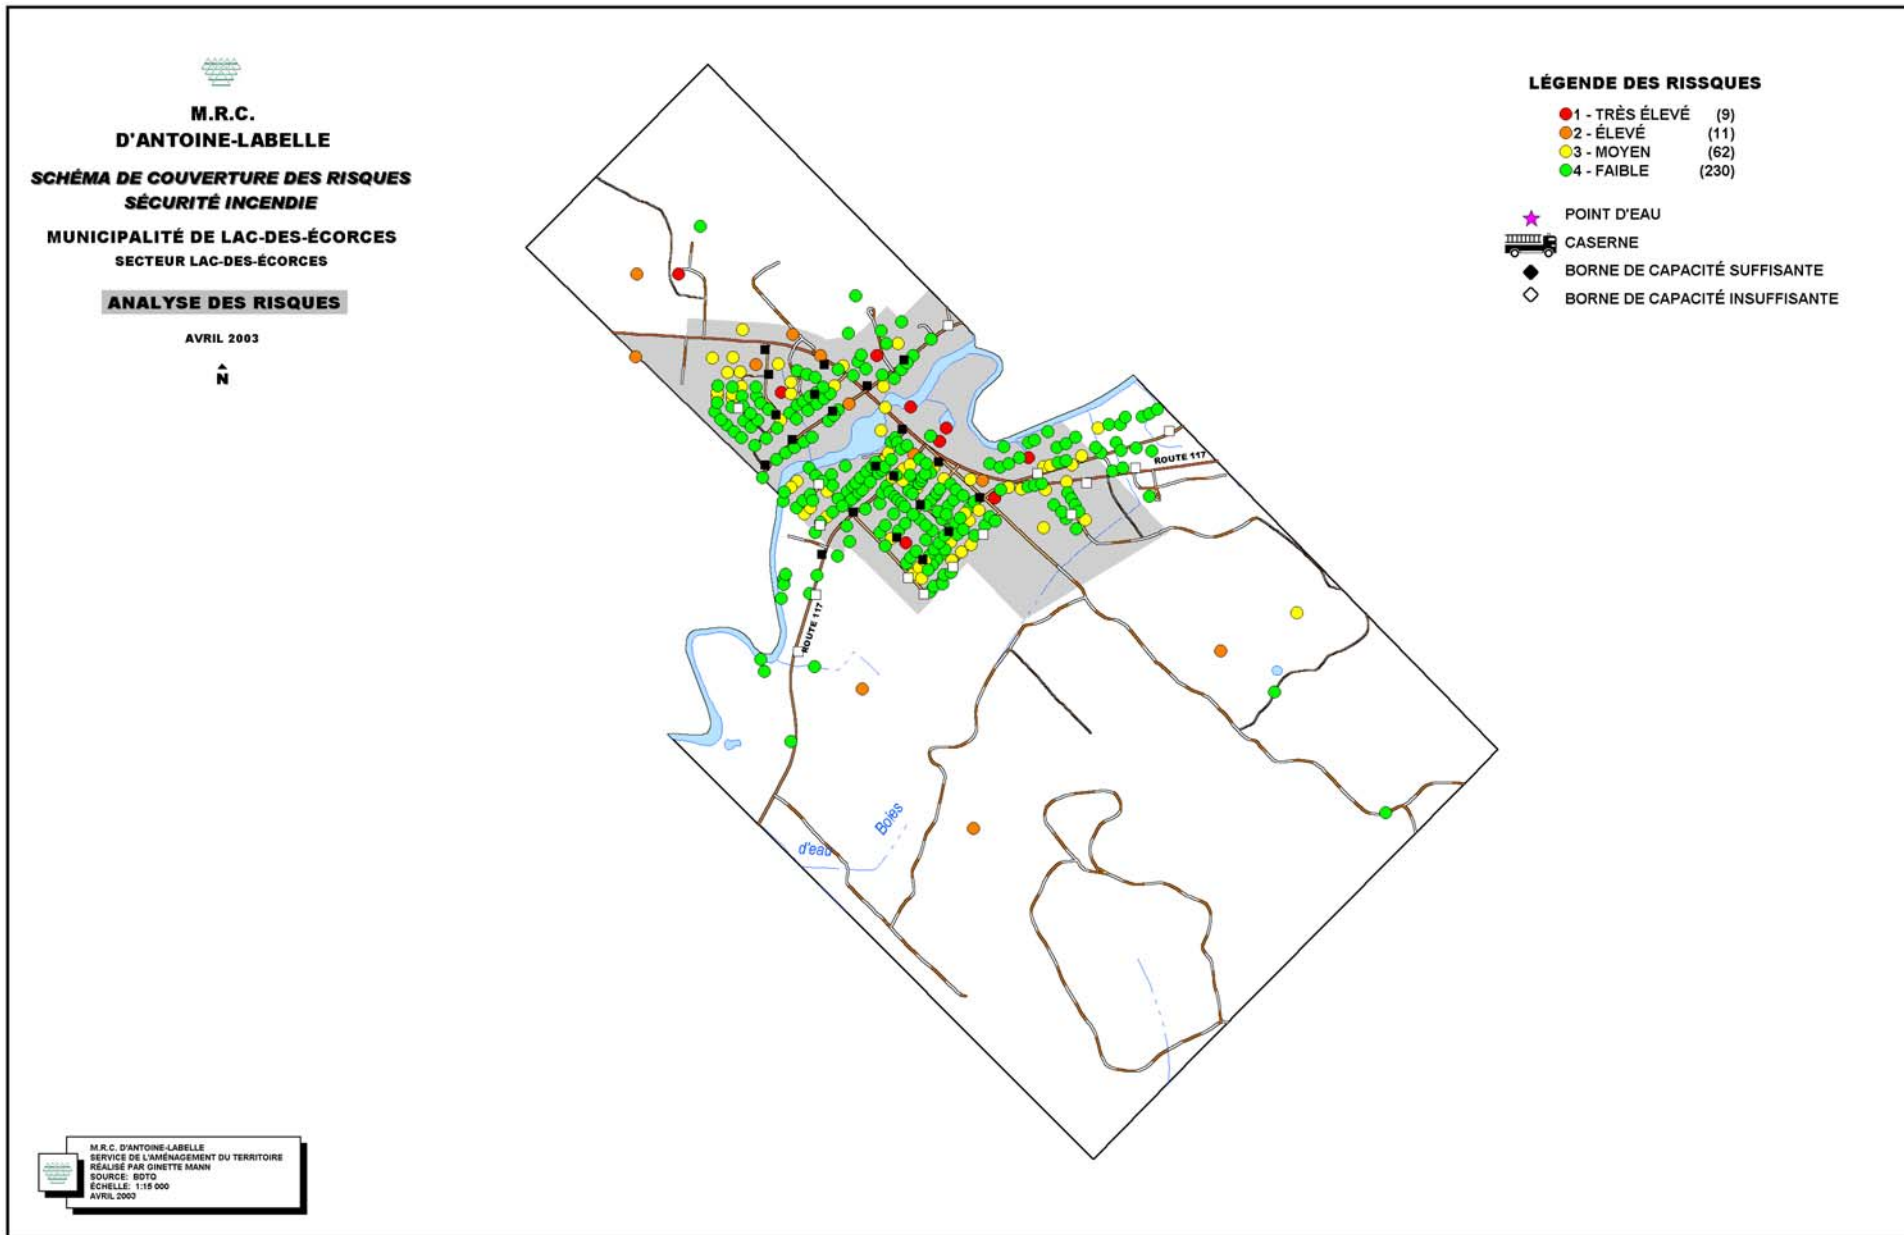 M.R.C.
D'ANTOINE-LABELLE
SCHÉMA DE COUVERTURE DES RISQUES
SÉCURITÉ INCENDIE
MUNICIPALITÉ DE LAC-DES-ÉCORCES
SECTEUR LAC-DES-ÉCORCES
ANALYSE DES RISQUES
AVRIL 2003
N
LÉGENDE DES RISSQUES
1 - TRÈS ÉLEVÉ (9)
2 - ÉLEVÉ (11)
3 - MOYEN (62)
4 - FAIBLE (230)
POINT D'EAU
CASERNE
BORNE DE CAPACITÉ SUFFISANTE
BORNE DE CAPACITÉ INSUFFISANTE
ROUTE 117
ROUTE 117
Boies
d'eau
M.R.C. D'ANTOINE-LABELLE
SERVICE DE L'AMÉNAGEMENT DU TERRITOIRE
RÉALISÉ PAR GINETTE MANN
SOURCE: BDTQ
ÉCHELLE: 1:15 000
AVRIL 2003